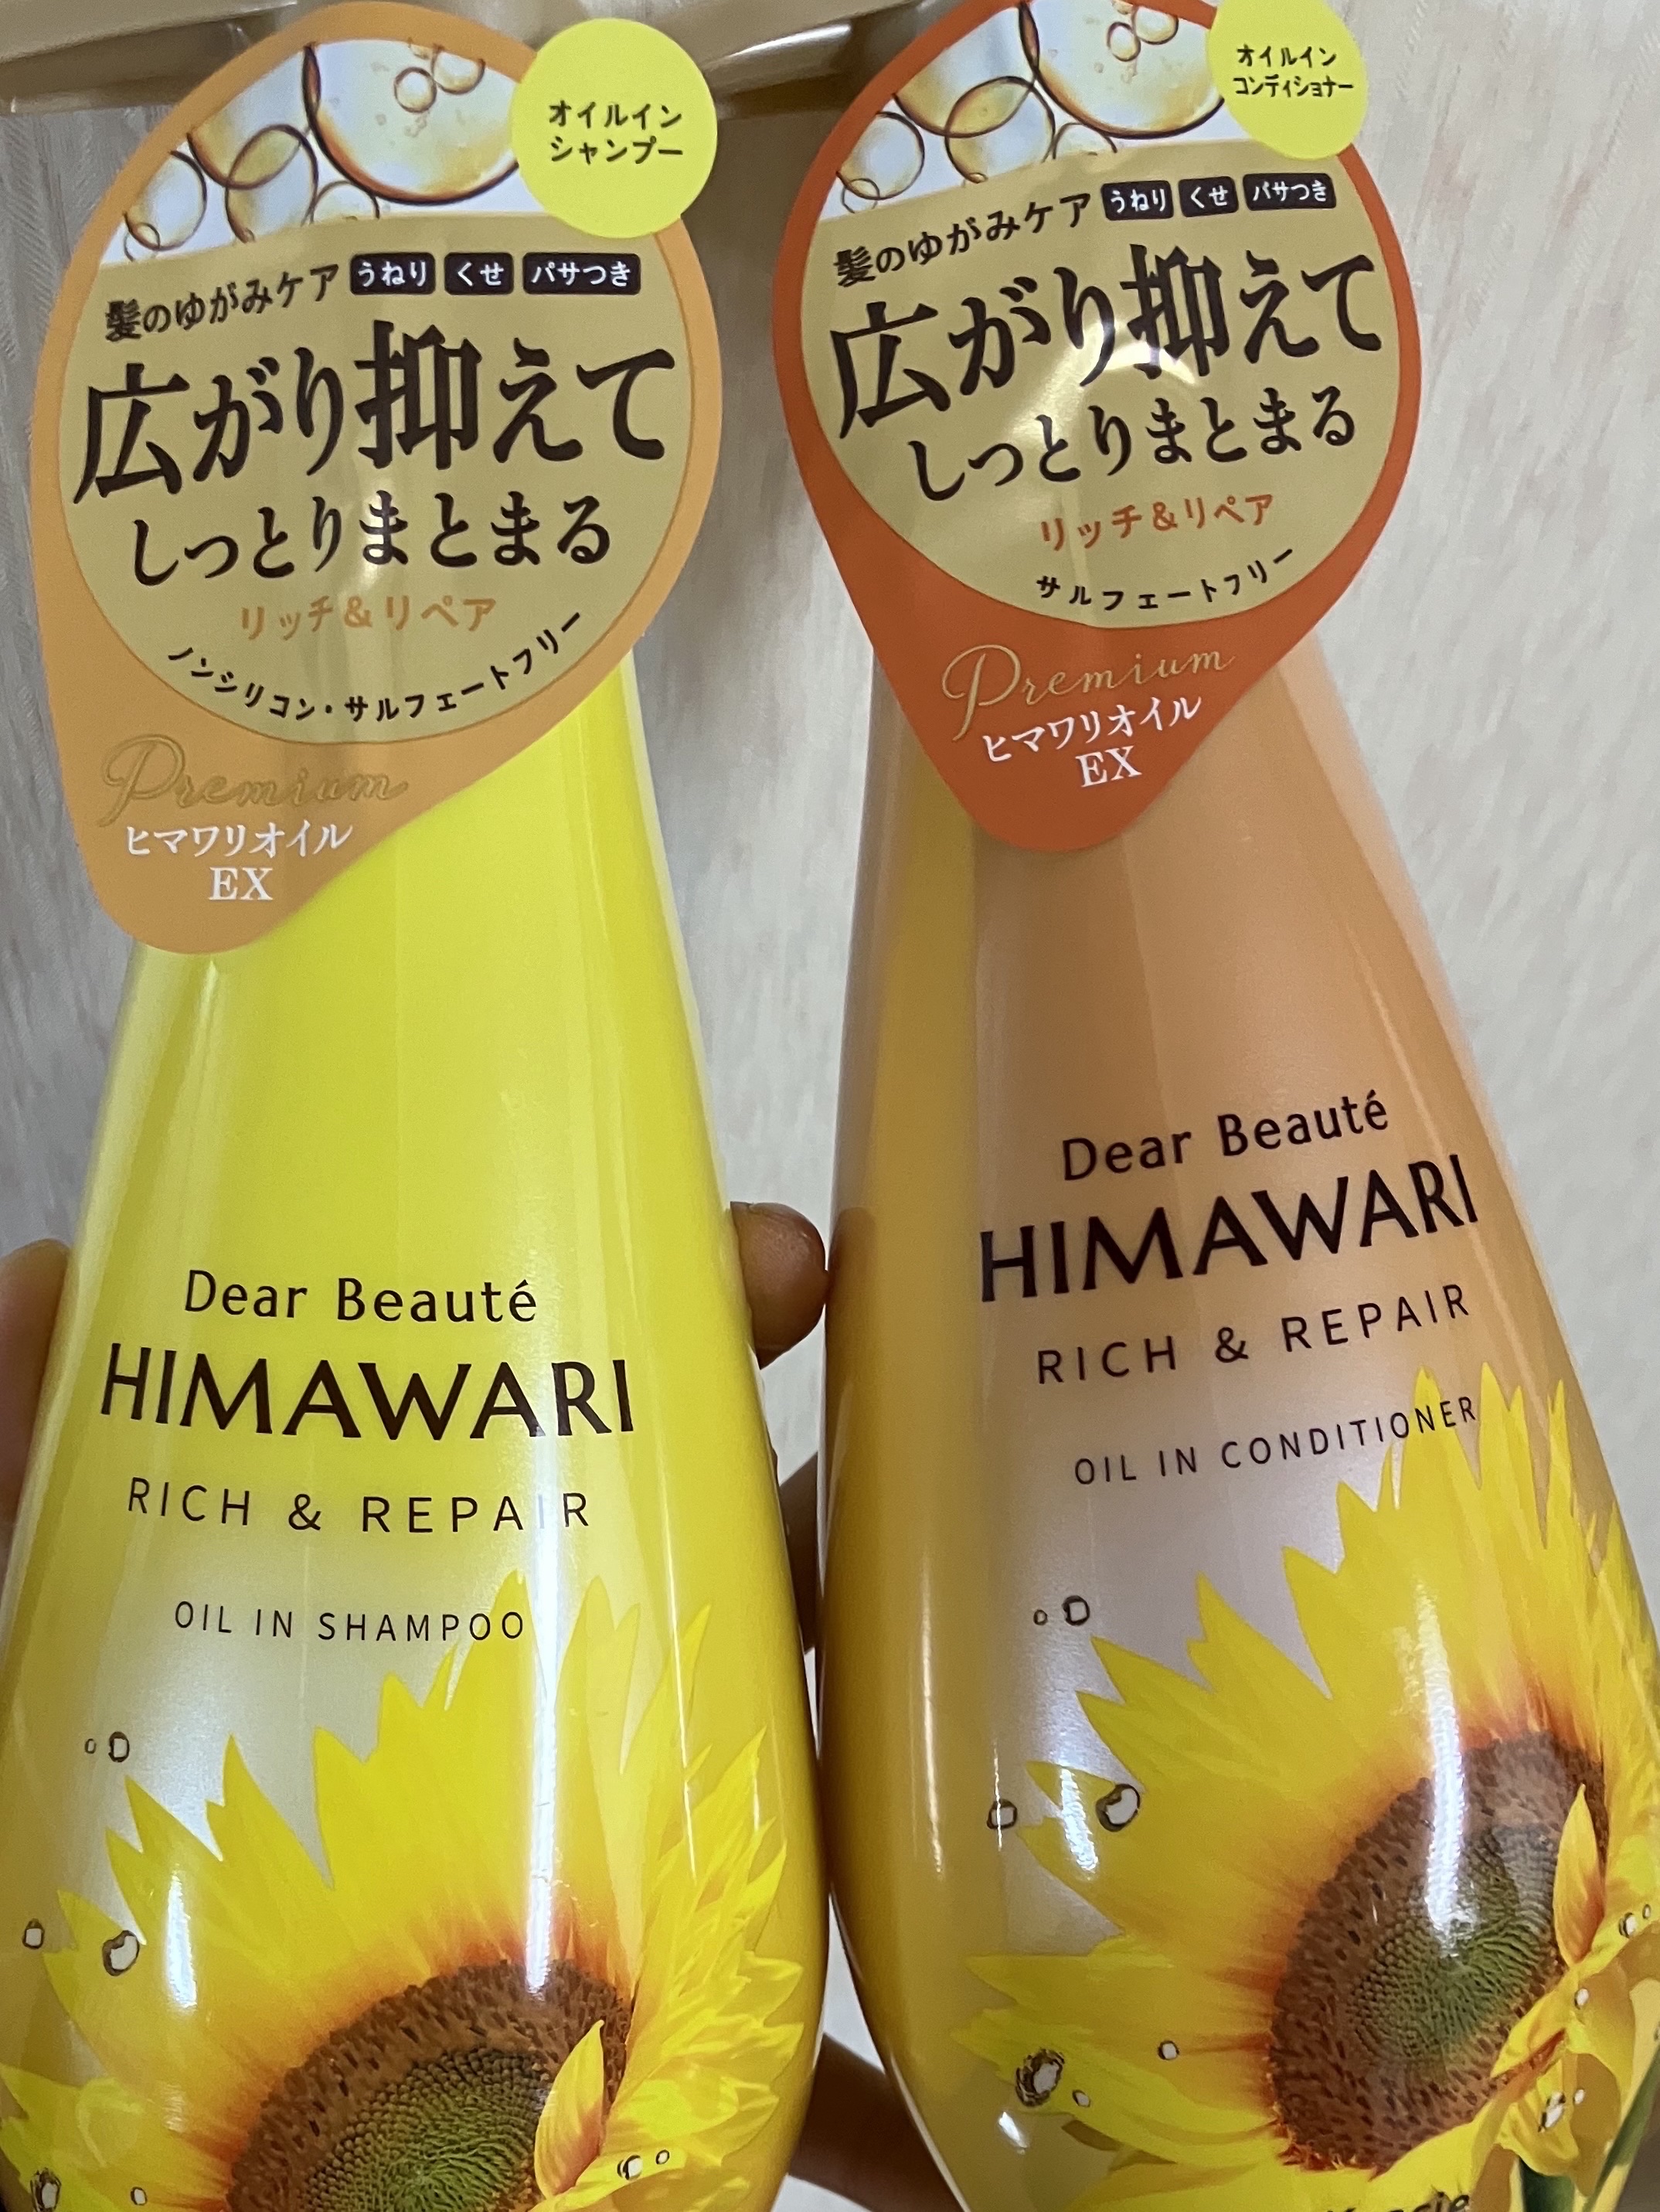 オイルイン
シャンプー
髪のゆがみケア うねり くせ パサつき
広がり抑えて
しっとりまとまる
リッチ&リペア
ノンシリコン・サルフェートフリー
Premium
ヒマワリオイル
EX
Dear Beauté
HIMAWARI
RICH & REPAIR
OIL IN SHAMPOO
オイルイン
コンディショナー
髪のゆがみケア うねり くせ パサつき
広がり抑えて
しっとりまとまる
リッチ&リペア
サルフェートフリー
Premium
ヒマワリオイル
EX
Dear Beauté
HIMAWARI
RICH & REPAIR
OIL IN CONDITIONER